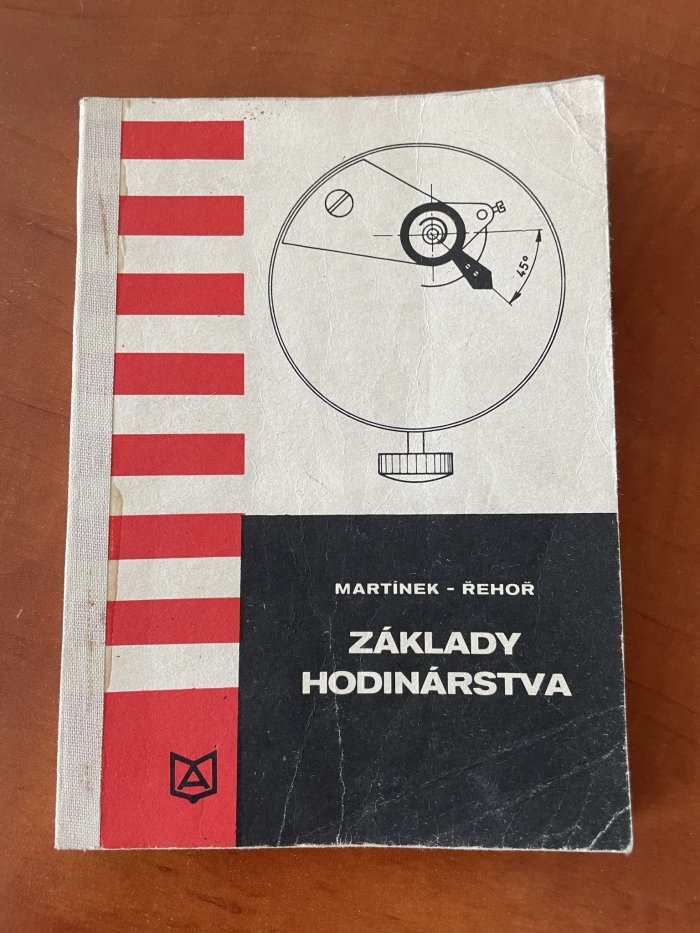 45°
MARTÍNEK – ŘEHOŘ
ZÁKLADY
HODINÁRSTVA
A